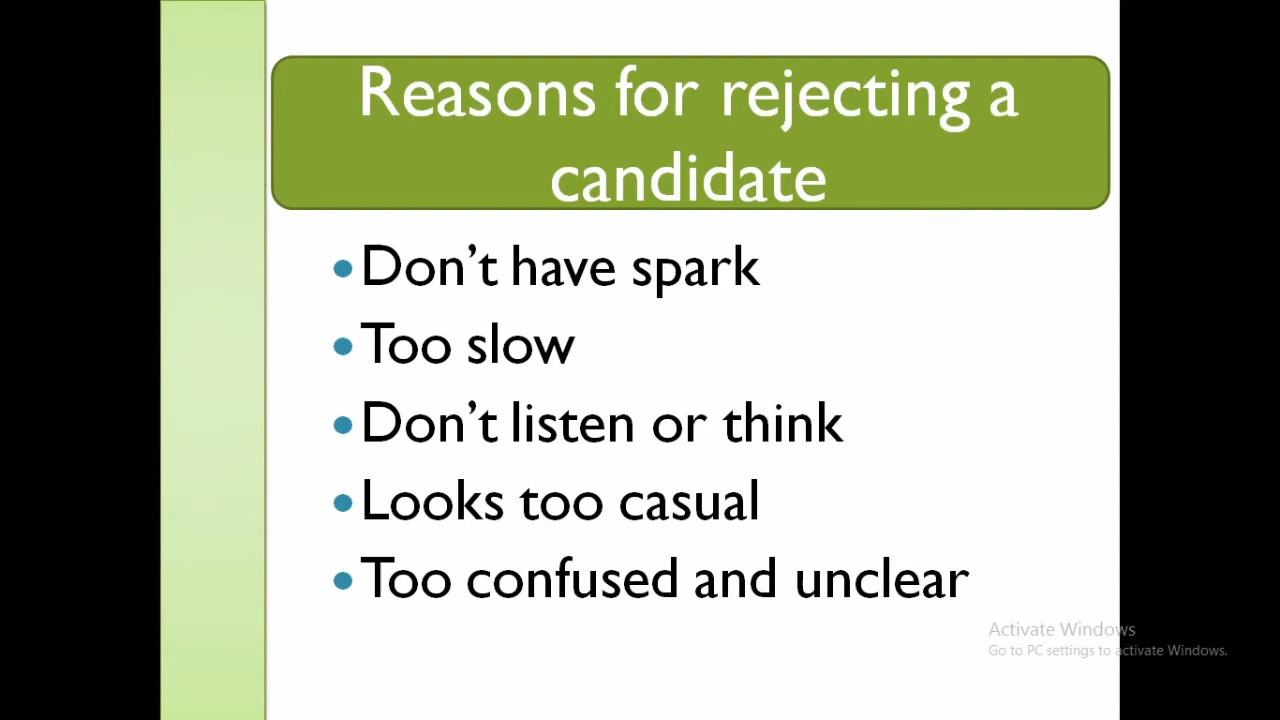 Reasons for rejecting a
candidate
•Don’t have spark
•Too slow
•Don’t listen or think
•Looks too casual
•Too confused and unclear
Activate Windows
Go to PC settings to activate Windows.